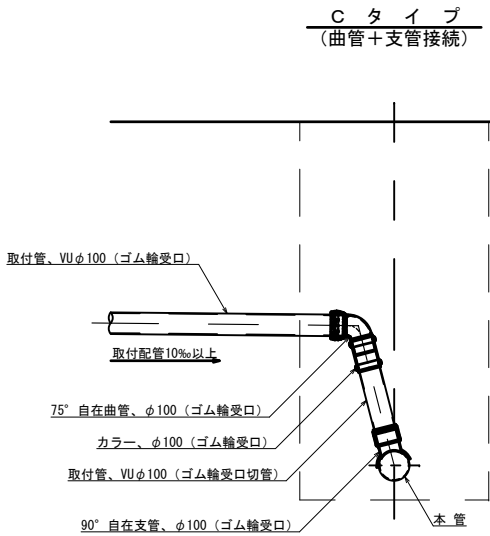 C タ イ プ
(曲管＋支管接続)
取付管、VUφ100 (ゴム輪受口)
取付配管10‰以上
75° 自在曲管、φ100 (ゴム輪受口)
カラー、φ100 (ゴム輪受口)
取付管、VUφ100 (ゴム輪受口切管)
90° 自在支管、φ100 (ゴム輪受口)
本 管